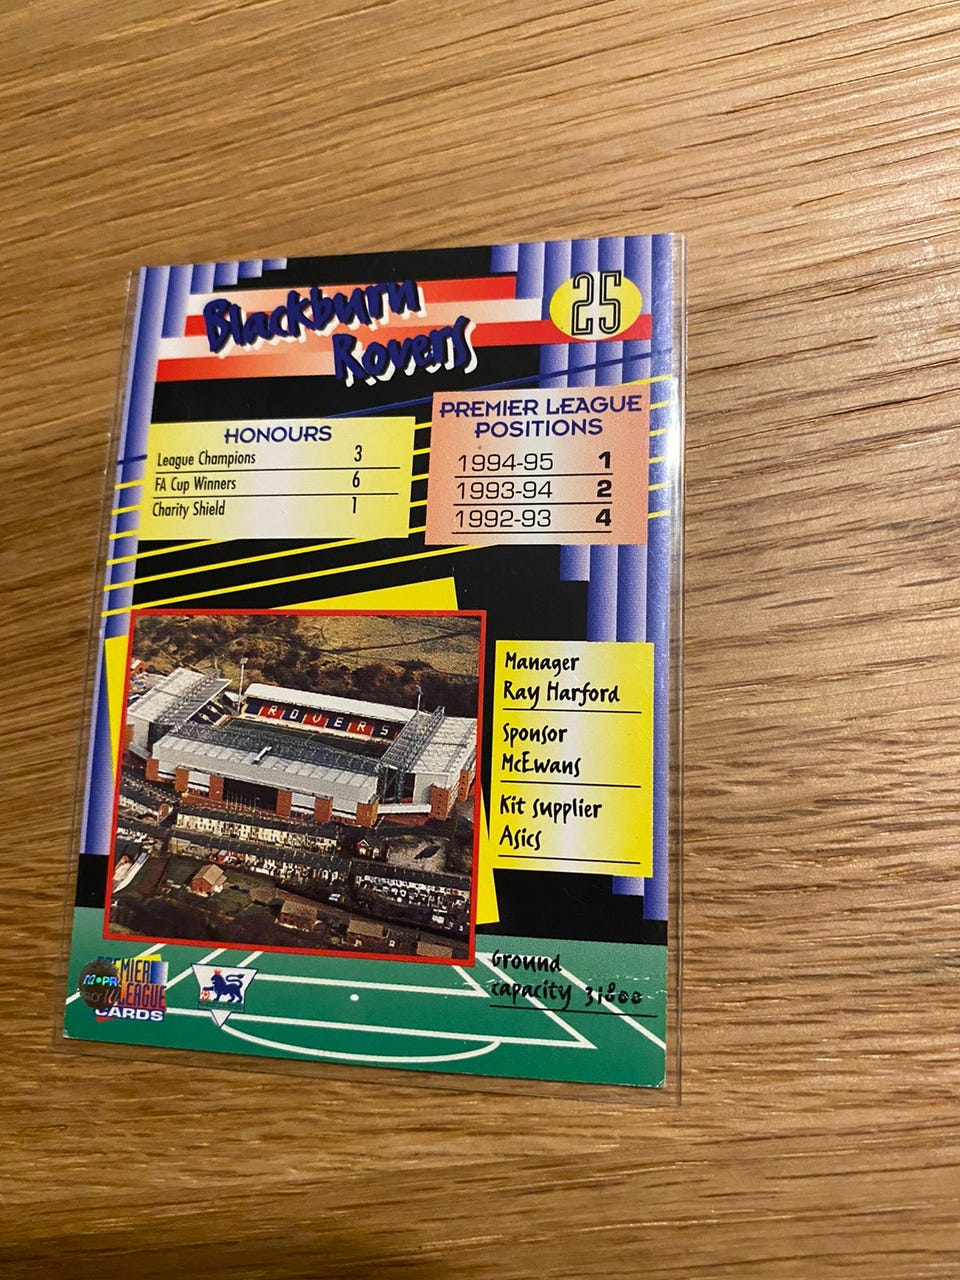 Blackburn
Rovers
25
HONOURS
League Champions 3
FA Cup Winners 6
Charity Shield 1
PREMIER LEAGUE
POSITIONS
1994-95 1
1993-94 2
1992-93 4
ROVERS
Manager
Ray Harford
Sponsor
McEwans
Kit supplier
Asics
Ground
capacity 31800
LEAGUE
CARDS